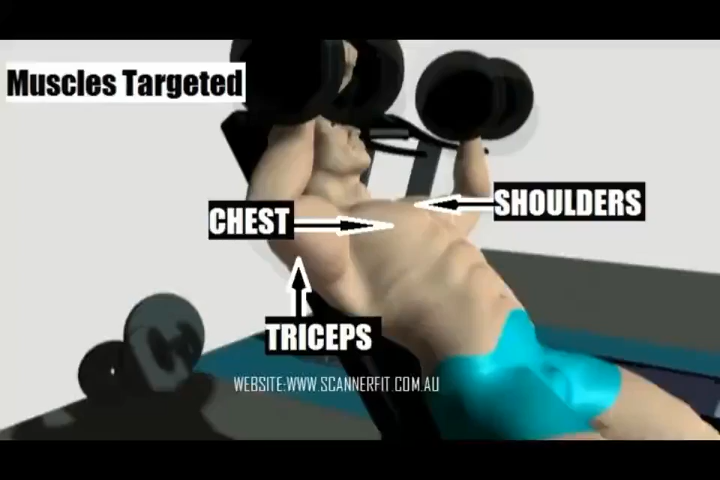 Muscles Targeted
SHOULDERS
CHEST
TRICEPS
WEBSITE:WWW.SCANNERFIT.COM.AU